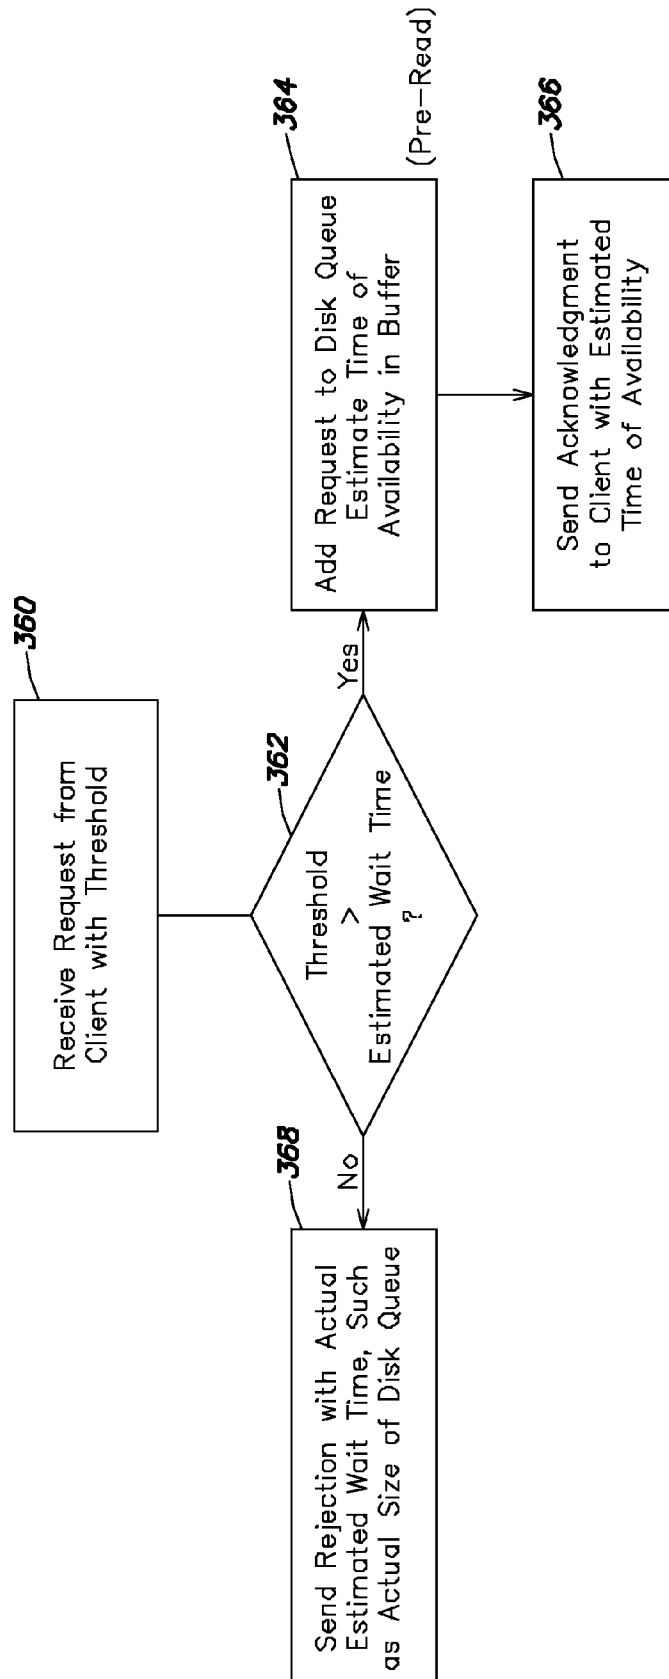 360
Receive Request from
Client with Threshold
362
Threshold
>
Estimated Wait Time
?
No
368
Send Rejection with Actual
Estimated Wait Time, Such
as Actual Size of Disk Queue
Yes
364
Add Request to Disk Queue
Estimate Time of
Availability in Buffer
(Pre-Read)
366
Send Acknowledgment
to Client with Estimated
Time of Availability